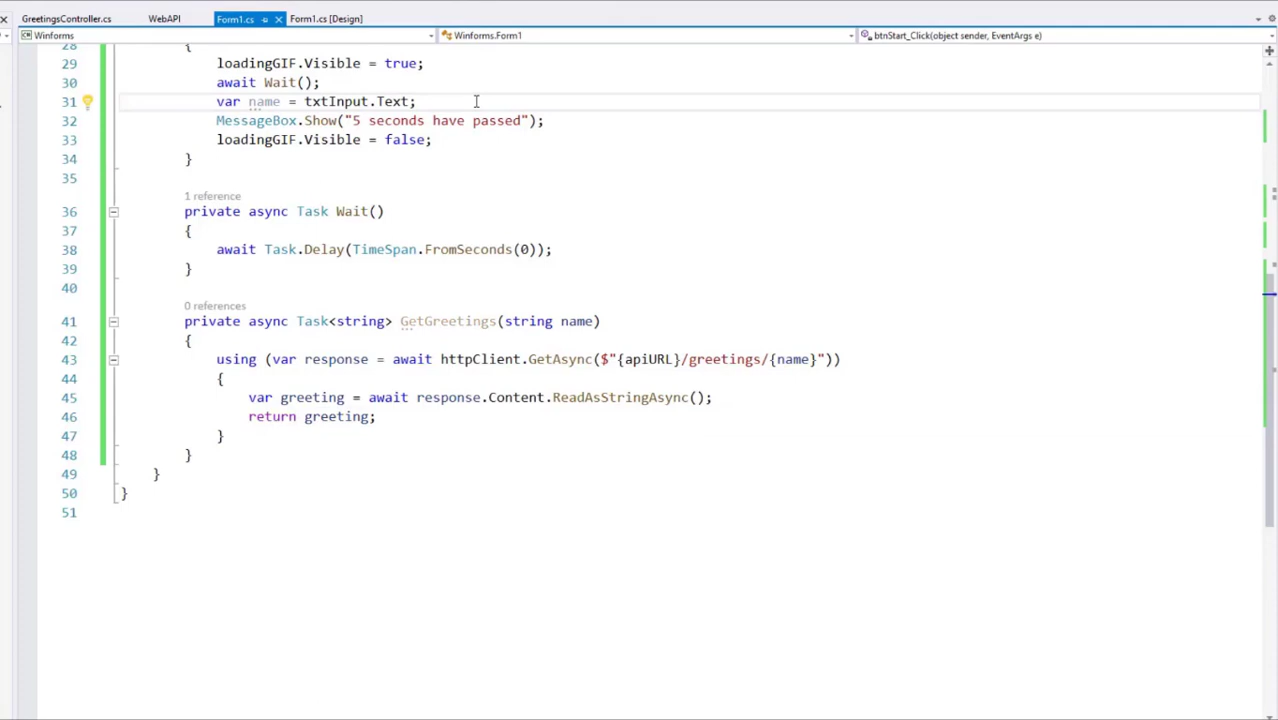 GreetingsController.cs WebAPI Form1.cs Form1.cs [Design]
Winforms Winforms.Form1 btnStart_Click(object sender, EventArgs e)
28 {
29 loadingGIF.Visible = true;
30 await Wait();
31 var name = txtInput.Text;
32 MessageBox.Show("5 seconds have passed");
33 loadingGIF.Visible = false;
34 }
35
1 reference
36 private async Task Wait()
37 {
38 await Task.Delay(TimeSpan.FromSeconds(0));
39 }
40
0 references
41 private async Task<string> GetGreetings(string name)
42 {
43 using (var response = await httpClient.GetAsync($"{apiURL}/greetings/{name}"))
44 {
45 var greeting = await response.Content.ReadAsStringAsync();
46 return greeting;
47 }
48 }
49 }
50 }
51